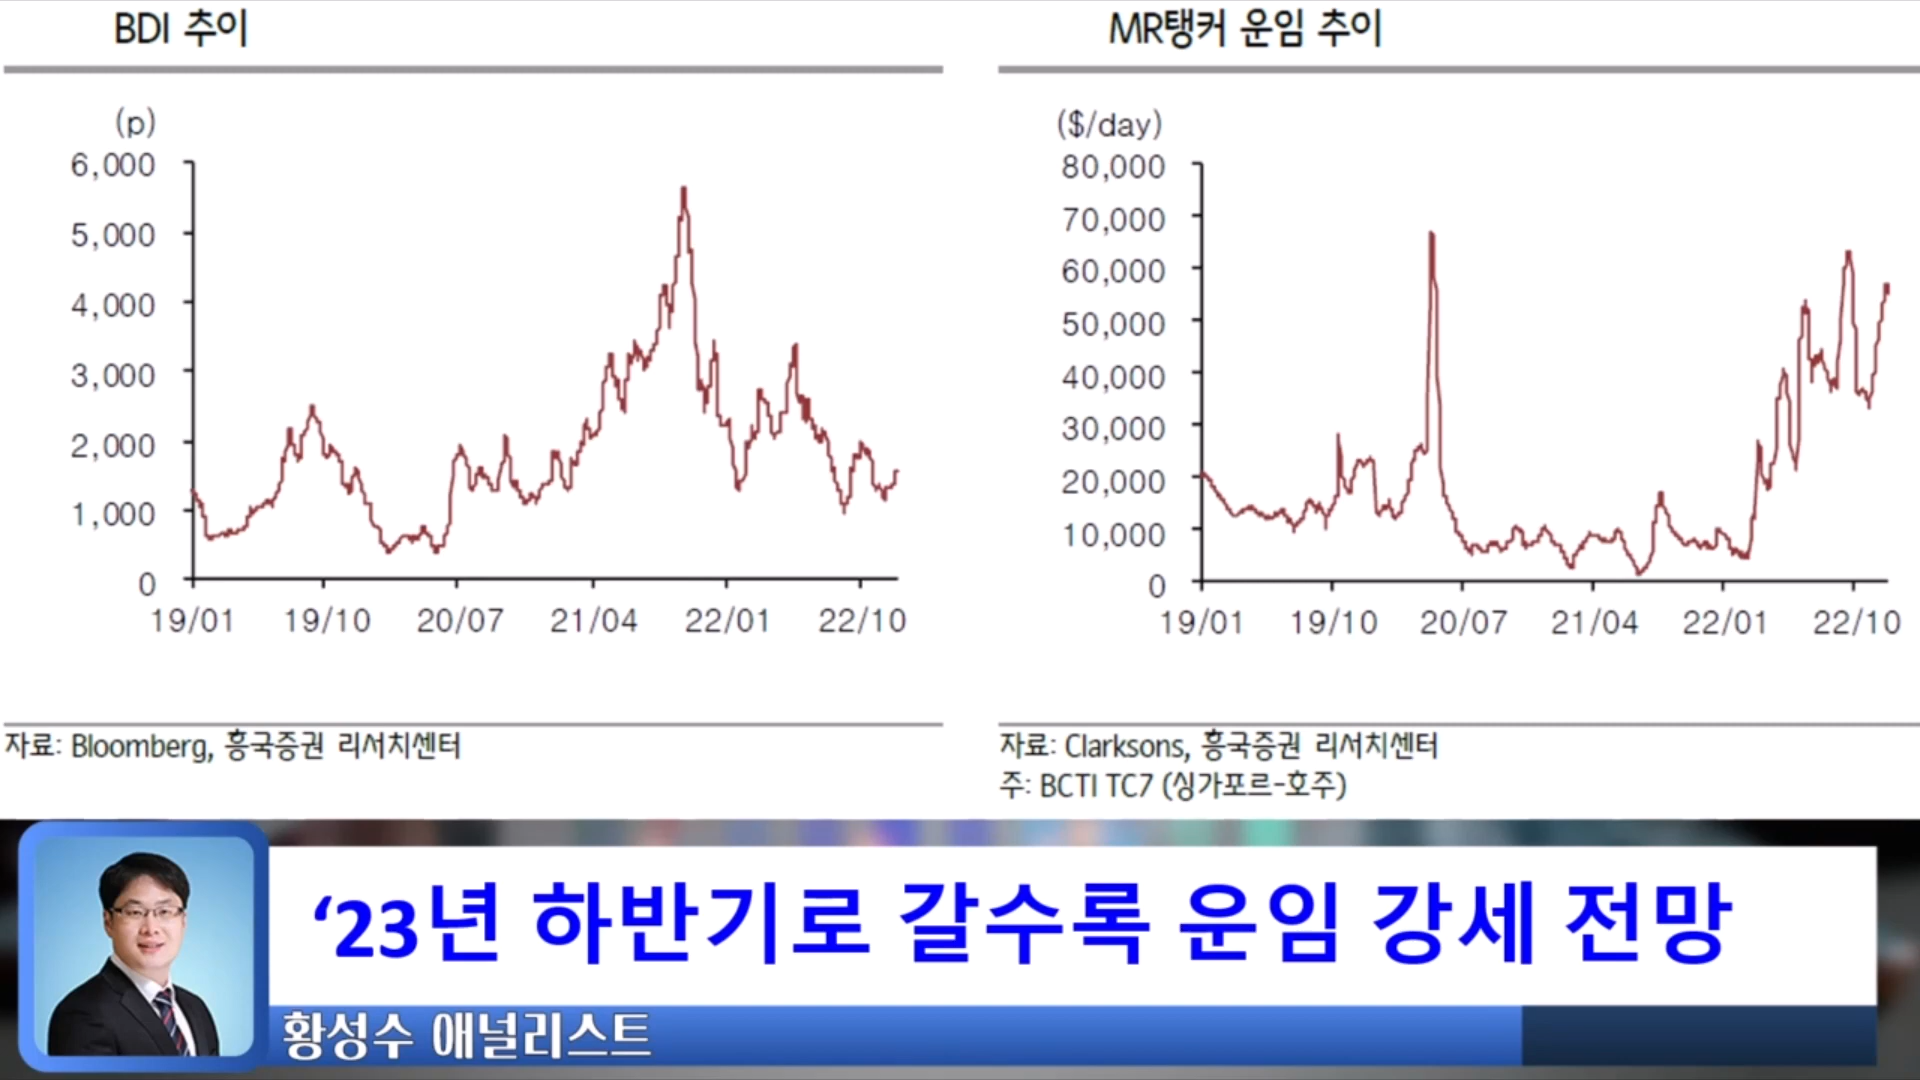 BDI 추이
(p)
6,000
5,000
4,000
3,000
2,000
1,000
0
19/01 19/10 20/07 21/04 22/01 22/10
자료: Bloomberg, 흥국증권 리서치센터
MR탱커 운임 추이
($/day)
80,000
70,000
60,000
50,000
40,000
30,000
20,000
10,000
0
19/01 19/10 20/07 21/04 22/01 22/10
자료: Clarksons, 흥국증권 리서치센터
주: BCTI TC7 (싱가포르-호주)
‘23년 하반기로 갈수록 운임 강세 전망
황성수 애널리스트